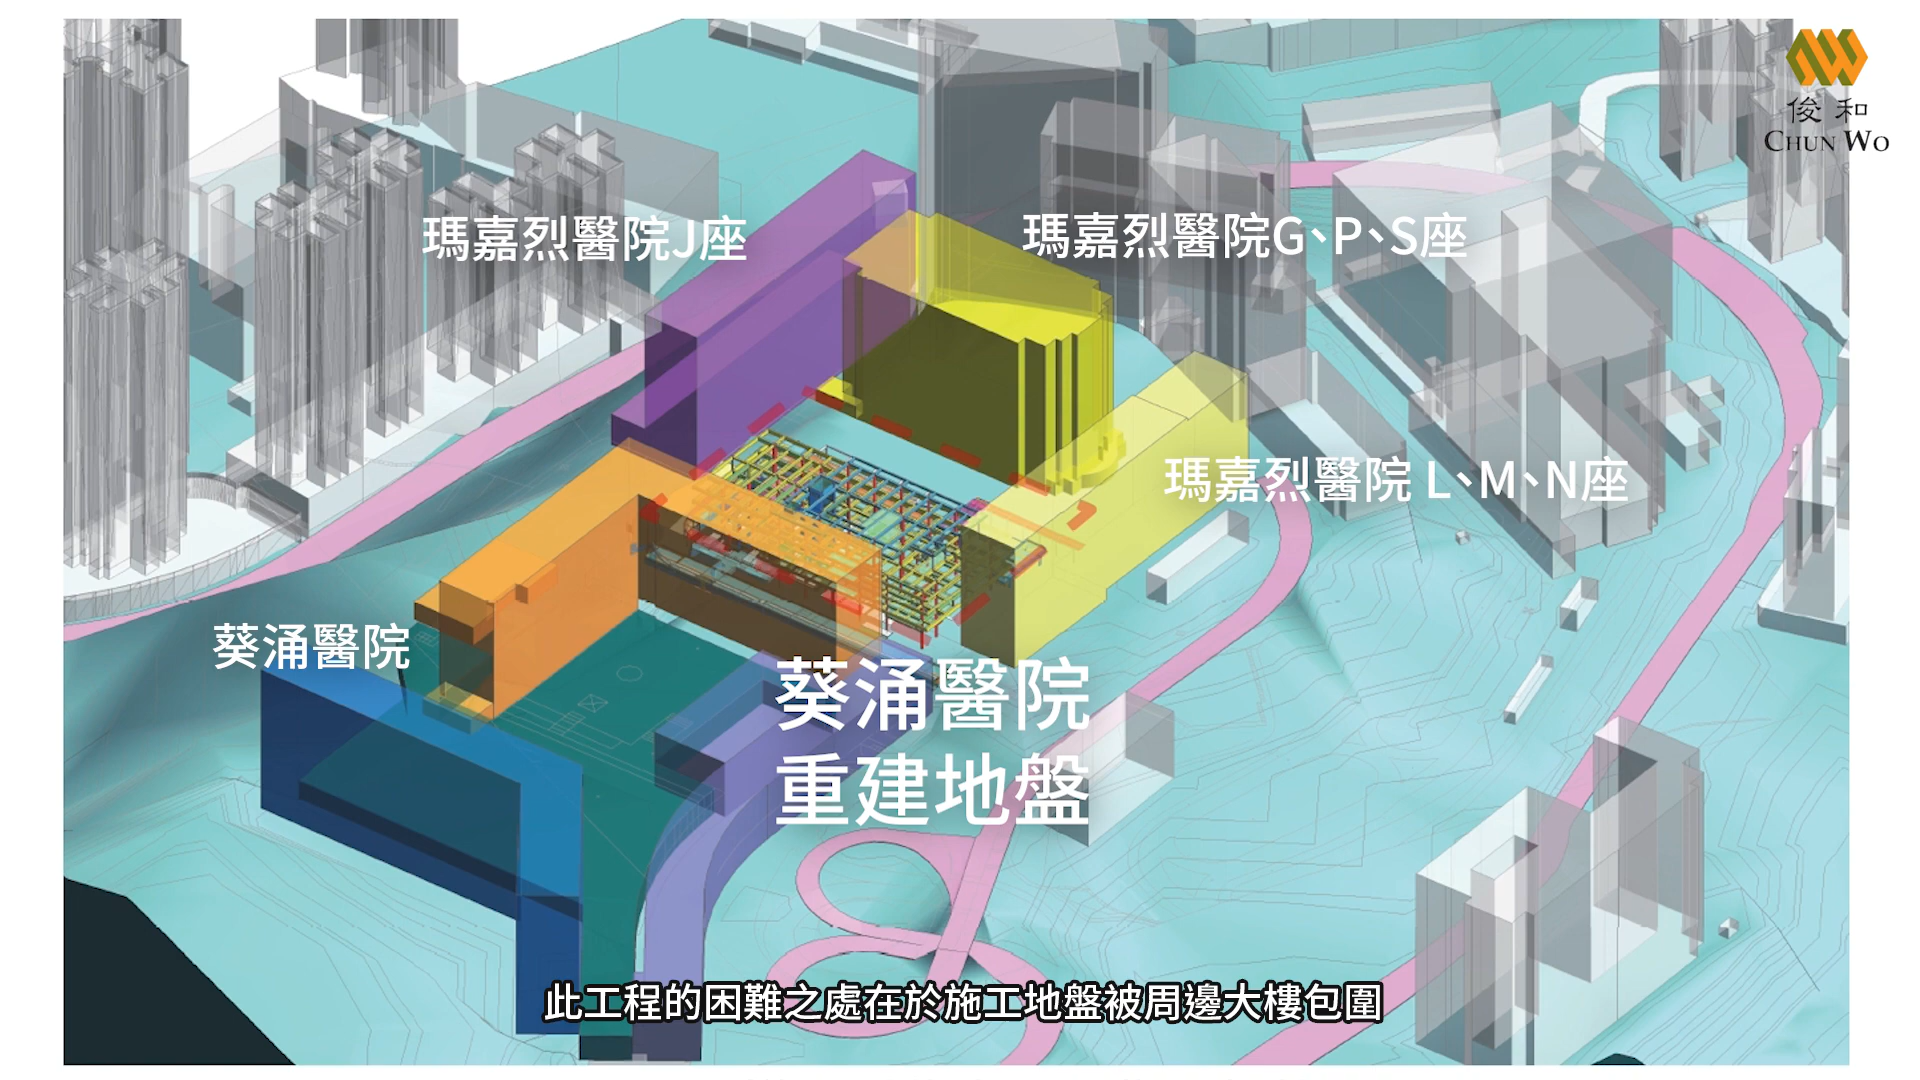 俊和
CHUN WO
瑪嘉烈醫院J座
瑪嘉烈醫院G、P、S座
瑪嘉烈醫院 L、M、N座
葵涌醫院
葵涌醫院
重建地盤
此工程的困難之處在於施工地盤被周邊大樓包圍